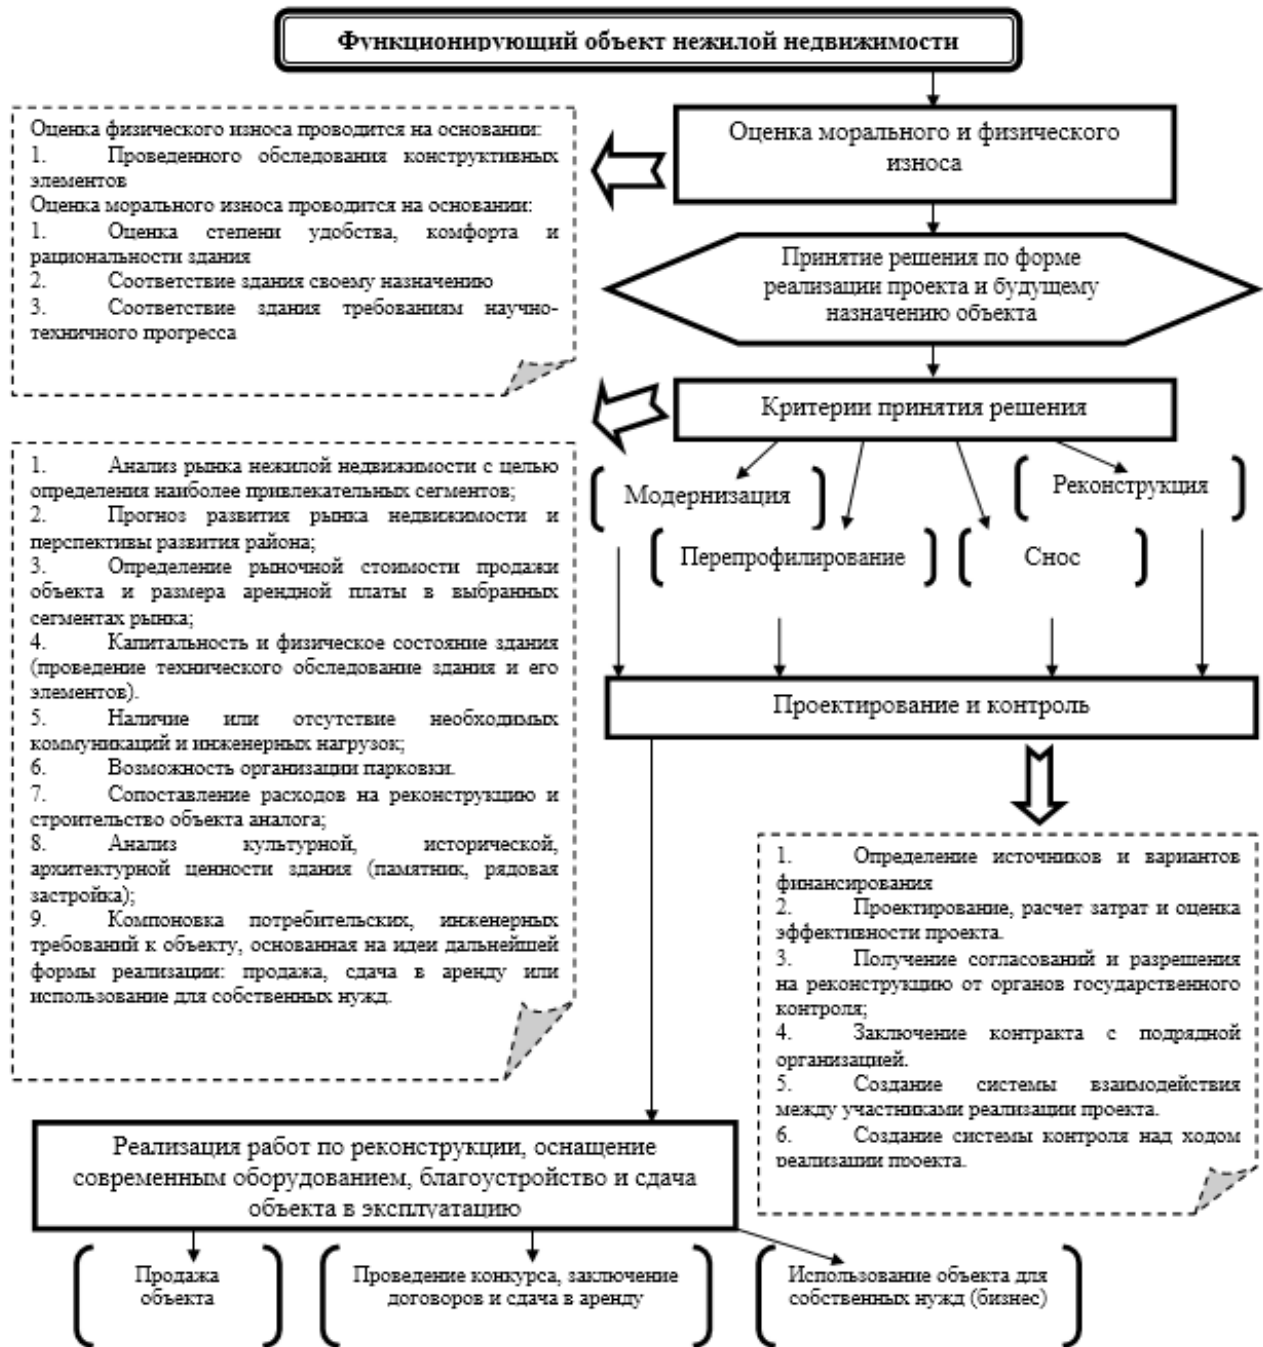 Функционирующий объект нежилой недвижимости
Оценка морального и физического
износа
Оценка физического износа проводится на основании:
1. Проведенного обследования конструктивных
элементов
Оценка морального износа проводится на основании:
1. Оценка степени удобства, комфорта и
рациональности здания
2. Соответствие здания своему назначению
3. Соответствие здания требованиям научно-
техничного прогресса
Принятие решения по форме
реализации проекта и будущему
назначению объекта
Критерии принятия решения
1. Анализ рынка нежилой недвижимости с целью
определения наиболее привлекательных сегментов;
2. Прогноз развития рынка недвижимости и
перспективы развития района;
3. Определение рыночной стоимости продажи
объекта и размера арендной платы в выбранных
сегментах рынка;
4. Капитальность и физическое состояние здания
(проведение технического обследование здания и его
элементов).
5. Наличие или отсутствие необходимых
коммуникаций и инженерных нагрузок;
6. Возможность организации парковки.
7. Сопоставление расходов на реконструкцию и
строительство объекта аналога;
8. Анализ культурной, исторической,
архитектурной ценности здания (памятник, рядовая
застройка);
9. Компоновка потребительских, инженерных
требований к объекту, основанная на идеи дальнейшей
формы реализации: продажа, сдача в аренду или
использование для собственных нужд.
Модернизация
Реконструкция
Перепрофилирование
Снос
Проектирование и контроль
1. Определение источников и вариантов
финансирования
2. Проектирование, расчет затрат и оценка
эффективности проекта.
3. Получение согласований и разрешения
на реконструкцию от органов государственного
контроля;
4. Заключение контракта с подрядной
организацией.
5. Создание системы взаимодействия
между участниками реализации проекта.
6. Создание системы контроля над ходом
реализации проекта.
Реализация работ по реконструкции, оснащение
современным оборудованием, благоустройство и сдача
объекта в эксплуатацию
Продажа
объекта
Проведение конкурса, заключение
договоров и сдача в аренду
Использование объекта для
собственных нужд (бизнес)